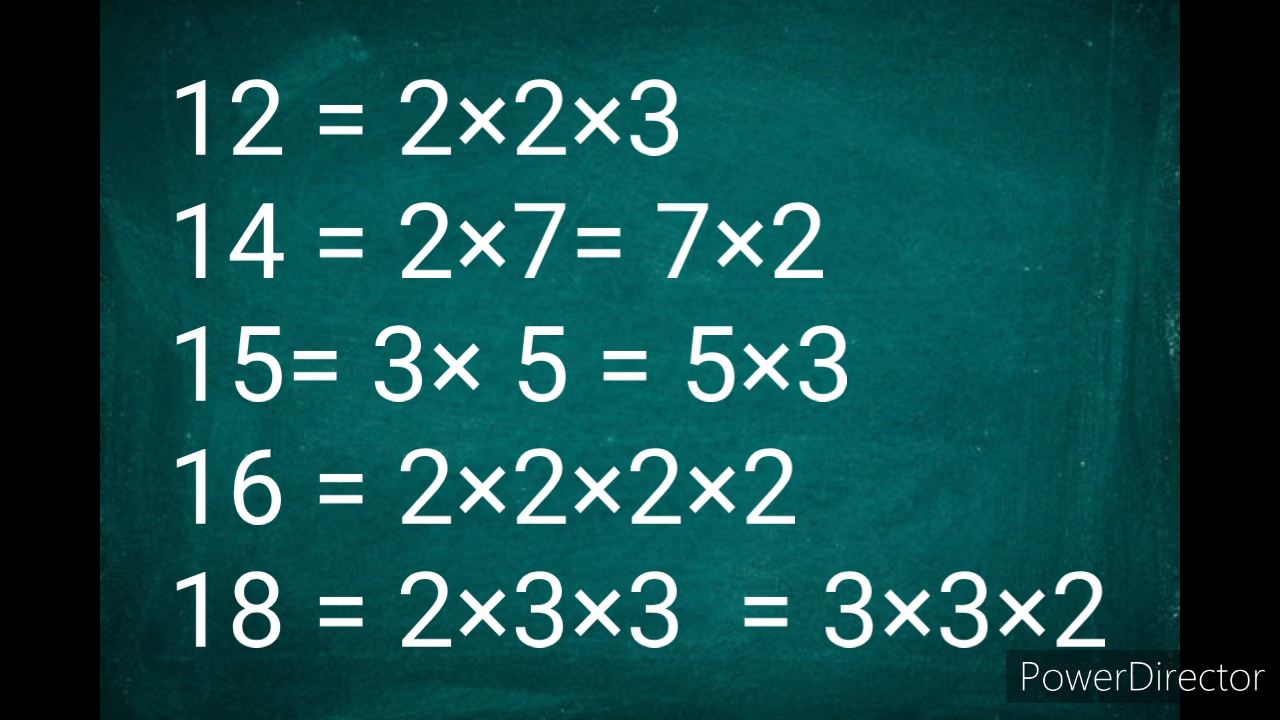 12 = 2×2×3
14 = 2×7= 7×2
15= 3× 5 = 5×3
16 = 2×2×2×2
18 = 2×3×3  = 3×3×2
PowerDirector